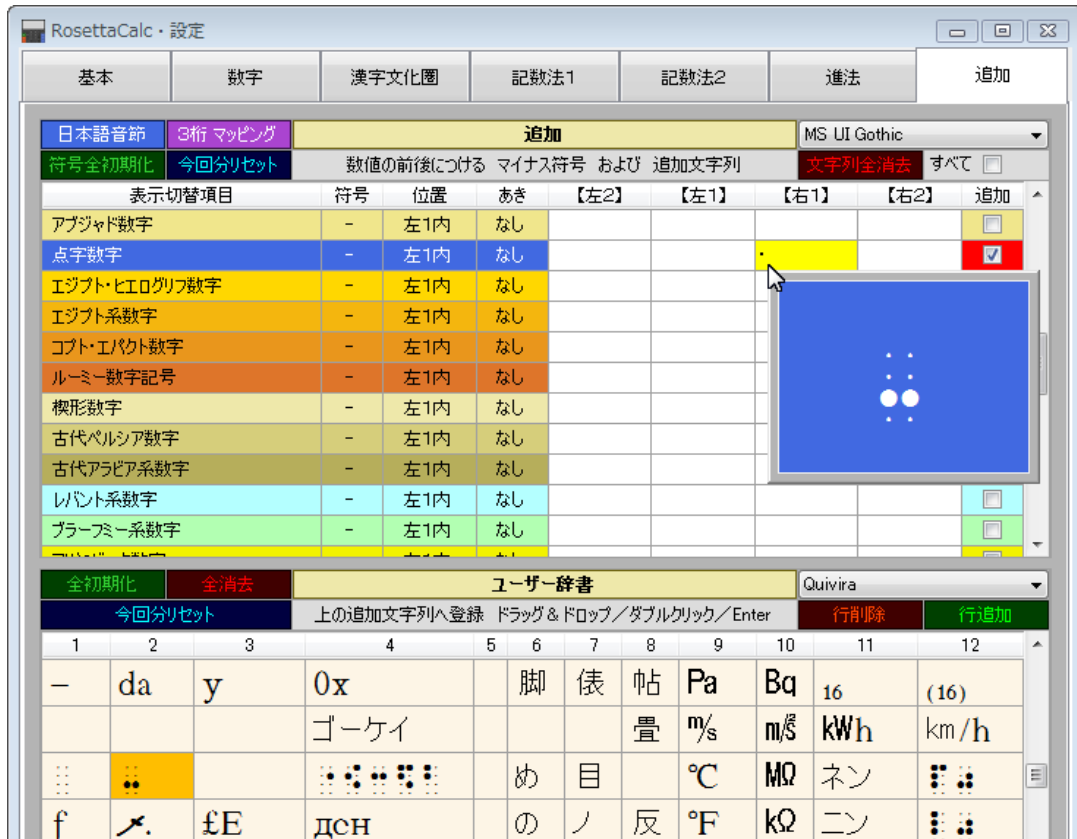 RosettaCalc・設定
基本 数字 漢字文化圏 記数法1 記数法2 進法 追加
日本語音節 3桁 マッピング 追加 MS UI Gothic
符号全初期化 今回分リセット 数値の前後につける マイナス符号 および 追加文字列 文字列全消去 すべて
表示切替項目 符号 位置 あき 【左2】 【左1】 【右1】 【右2】 追加
アブジャド数字 − 左1内 なし
点字数字 − 左1内 なし
エジプト・ヒエログリフ数字 − 左1内 なし
エジプト系数字 − 左1内 なし
コプト・エパクト数字 − 左1内 なし
ルーミー数字記号 − 左1内 なし
楔形数字 − 左1内 なし
古代ペルシア数字 − 左1内 なし
古代アラビア系数字 − 左1内 なし
レバント系数字 − 左1内 なし
ブラーフミー系数字 − 左1内 なし
全初期化 全消去 ユーザー辞書 Quivira
今回分リセット 上の追加文字列へ登録 ドラッグ＆ドロップ／ダブルクリック／Enter 行削除 行追加
1 2 3 4 5 6 7 8 9 10 11 12
− da y 0x 脚 俵 帖 Pa Bq 16 (16)
ゴーケイ 畳 m/s kWh km/h
め 目 ℃ MΩ ネン
f £E дсн の ノ 反 °F kΩ ニン